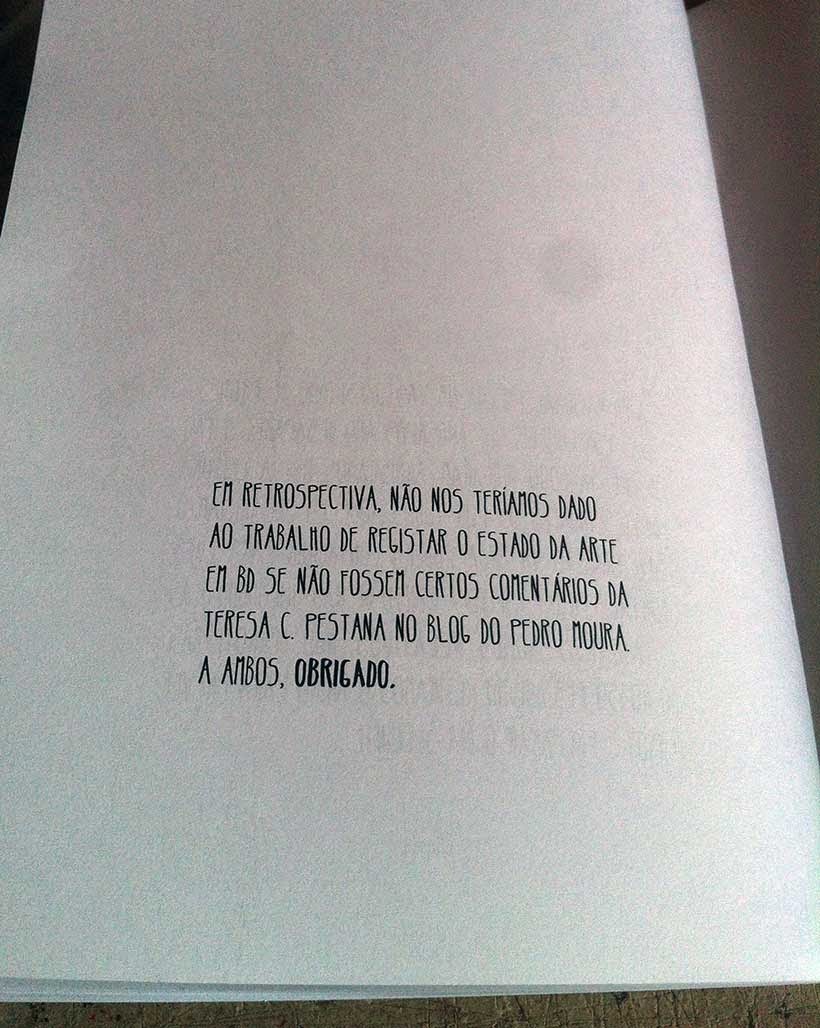 EM RETROSPECTIVA, NÃO NOS TERÍAMOS DADO
AO TRABALHO DE REGISTAR O ESTADO DA ARTE
EM BD SE NÃO FOSSEM CERTOS COMENTÁRIOS DA
TERESA C. PESTANA NO BLOG DO PEDRO MOURA.
A AMBOS, OBRIGADO.